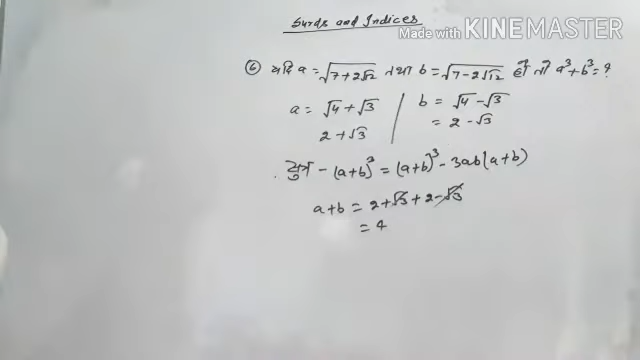 Surds and Indices
Made with KINEMASTER
⑥ यदि a = √7+2√12 तथा b = √7-2√12 हो तो a³+b³ = ?
a = √4 + √3 / b = √4 - √3
2 + √3 = 2 - √3
सुत्र - (a+b)³ = (a+b)³ - 3ab(a+b)
a+b = 2+√3+2-√3
= 4